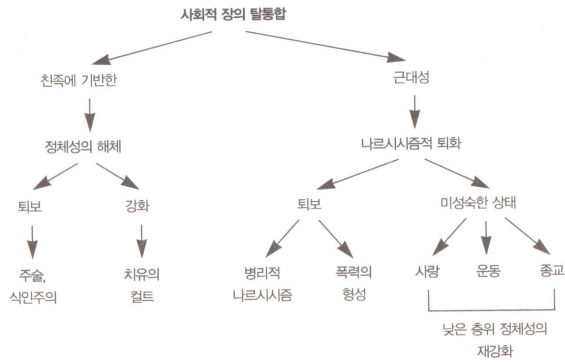 사회적 장의 탈통합
친족에 기반한
근대성
정체성의 해체
나르시시즘적 퇴화
퇴보
강화
퇴보
미성숙한 상태
주술,
식인주의
치유의
컬트
병리적
나르시시즘
폭력의
형성
사랑
운동
종교
낮은 층위 정체성의
재강화